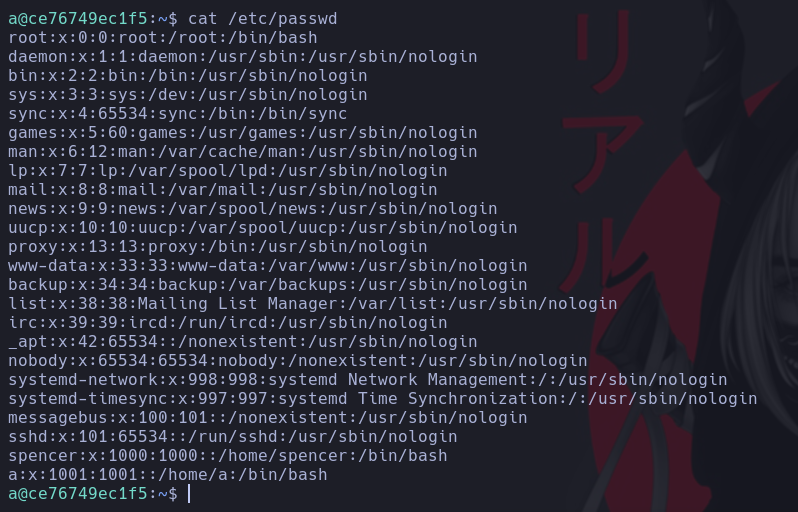 a@ce76749ec1f5:~$ cat /etc/passwd
root:x:0:0:root:/root:/bin/bash
daemon:x:1:1:daemon:/usr/sbin:/usr/sbin/nologin
bin:x:2:2:bin:/bin:/usr/sbin/nologin
sys:x:3:3:sys:/dev:/usr/sbin/nologin
sync:x:4:65534:sync:/bin:/bin/sync
games:x:5:60:games:/usr/games:/usr/sbin/nologin
man:x:6:12:man:/var/cache/man:/usr/sbin/nologin
lp:x:7:7:lp:/var/spool/lpd:/usr/sbin/nologin
mail:x:8:8:mail:/var/mail:/usr/sbin/nologin
news:x:9:9:news:/var/spool/news:/usr/sbin/nologin
uucp:x:10:10:uucp:/var/spool/uucp:/usr/sbin/nologin
proxy:x:13:13:proxy:/bin:/usr/sbin/nologin
www-data:x:33:33:www-data:/var/www:/usr/sbin/nologin
backup:x:34:34:backup:/var/backups:/usr/sbin/nologin
list:x:38:38:Mailing List Manager:/var/list:/usr/sbin/nologin
irc:x:39:39:ircd:/run/ircd:/usr/sbin/nologin
_apt:x:42:65534::/nonexistent:/usr/sbin/nologin
nobody:x:65534:65534:nobody:/nonexistent:/usr/sbin/nologin
systemd-network:x:998:998:systemd Network Management:/:/usr/sbin/nologin
systemd-timesync:x:997:997:systemd Time Synchronization:/:/usr/sbin/nologin
messagebus:x:100:101::/nonexistent:/usr/sbin/nologin
sshd:x:101:65534::/run/sshd:/usr/sbin/nologin
spencer:x:1000:1000::/home/spencer:/bin/bash
a:x:1001:1001::/home/a:/bin/bash
a@ce76749ec1f5:~$
リアル